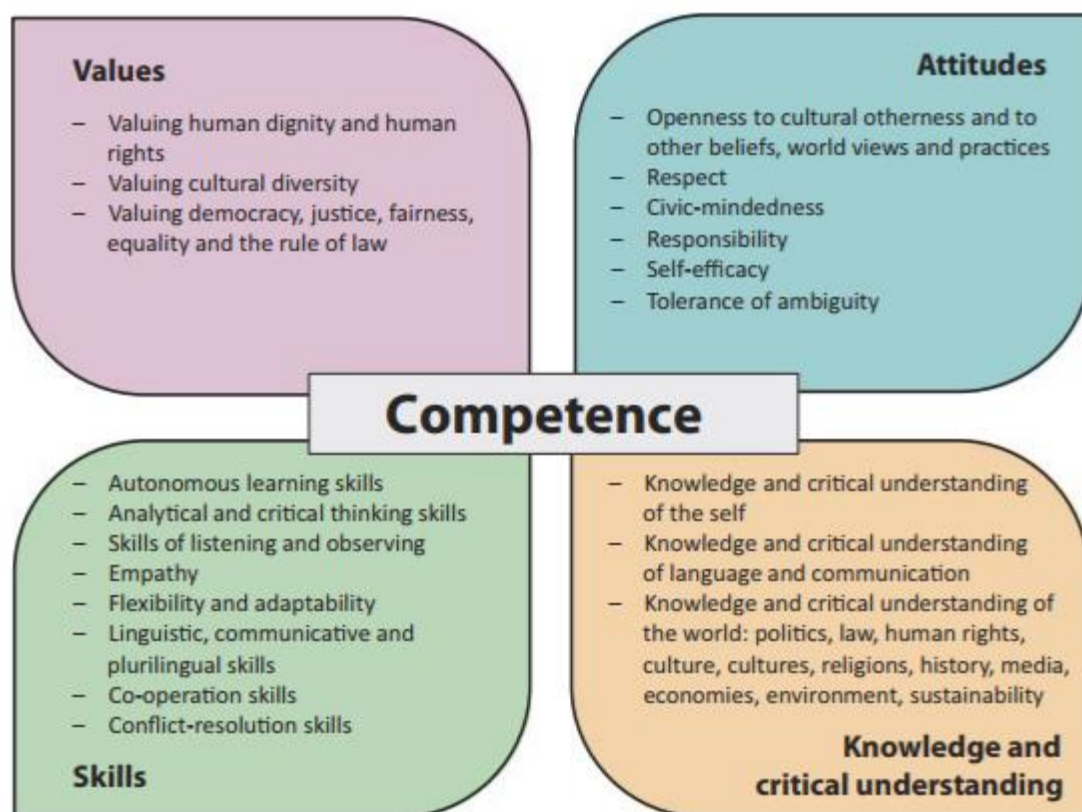 Values
– Valuing human dignity and human
rights
– Valuing cultural diversity
– Valuing democracy, justice, fairness,
equality and the rule of law
Attitudes
– Openness to cultural otherness and to
other beliefs, world views and practices
– Respect
– Civic-mindedness
– Responsibility
– Self-efficacy
– Tolerance of ambiguity
Competence
– Autonomous learning skills
– Analytical and critical thinking skills
– Skills of listening and observing
– Empathy
– Flexibility and adaptability
– Linguistic, communicative and
plurilingual skills
– Co-operation skills
– Conflict-resolution skills
Skills
– Knowledge and critical understanding
of the self
– Knowledge and critical understanding
of language and communication
– Knowledge and critical understanding of
the world: politics, law, human rights,
culture, cultures, religions, history, media,
economies, environment, sustainability
Knowledge and
critical understanding